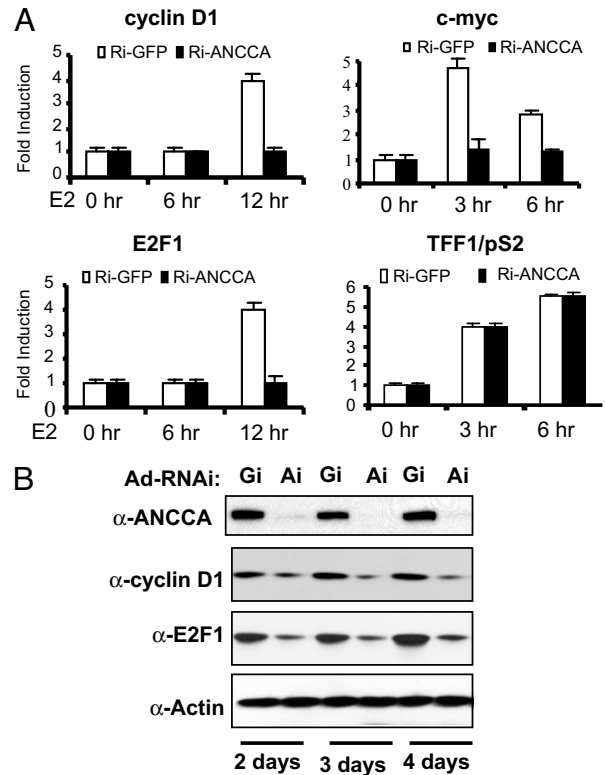 A
cyclin D1
Ri-GFP Ri-ANCCA
Fold Induction
5
4
3
2
1
0
E2 0 hr 6 hr 12 hr
c-myc
Ri-GFP Ri-ANCCA
5
4
3
2
1
0
0 hr 3 hr 6 hr
E2F1
Ri-GFP Ri-ANCCA
Fold Induction
5
4
3
2
1
0
E2 0 hr 6 hr 12 hr
TFF1/pS2
Ri-GFP Ri-ANCCA
6
5
4
3
2
1
0
0 hr 3 hr 6 hr
B
Ad-RNAi: Gi Ai Gi Ai Gi Ai
α-ANCCA
α-cyclin D1
α-E2F1
α-Actin
2 days 3 days 4 days